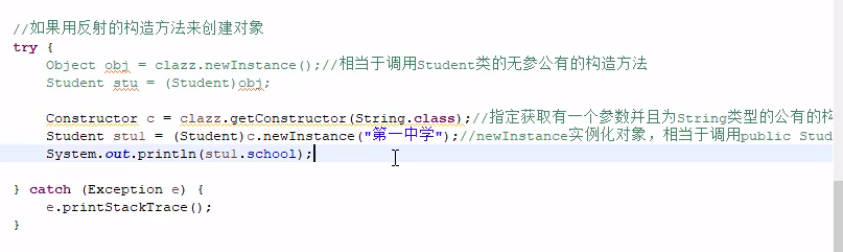 //如果用反射的构造方法来创建对象
try {
Object obj = clazz.newInstance();//相当于调用Student类的无参公有的构造方法
Student stu = (Student)obj;
Constructor c = clazz.getConstructor(String.class);//指定获取有一个参数并且为String类型的公有的构
Student stu1 = (Student)c.newInstance("第一中学");//newInstance实例化对象，相当于调用public Stud
System.out.println(stu1.school);
} catch (Exception e) {
e.printStackTrace();
}